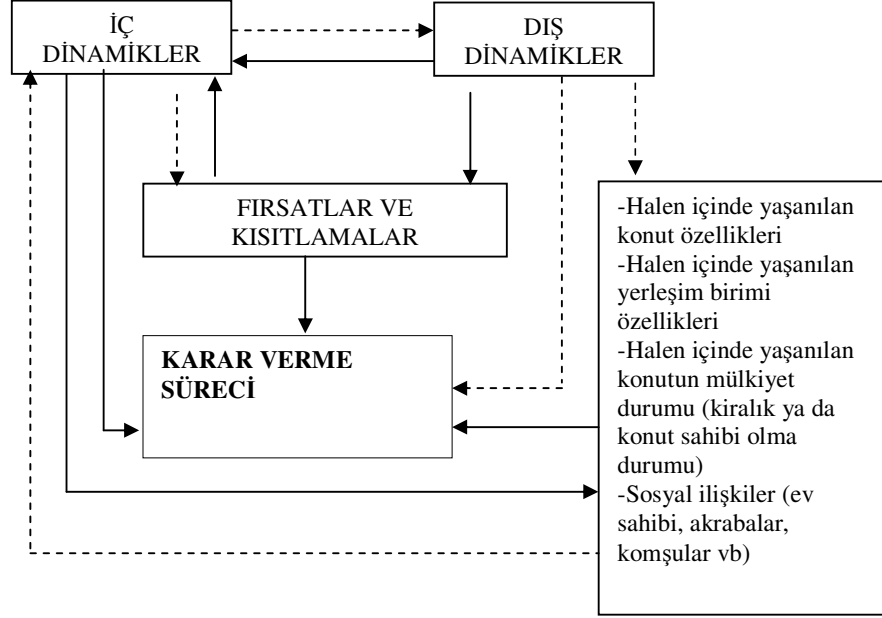 İÇ
DİNAMİKLER
DIŞ
DİNAMİKLER
FIRSATLAR VE
KISITLAMALAR
KARAR VERME
SÜRECİ
-Halen içinde yaşanılan
konut özellikleri
-Halen içinde yaşanılan
yerleşim birimi
özellikleri
-Halen içinde yaşanılan
konutun mülkiyet
durumu (kiralık ya da
konut sahibi olma
durumu)
-Sosyal ilişkiler (ev
sahibi, akrabalar,
komşular vb)